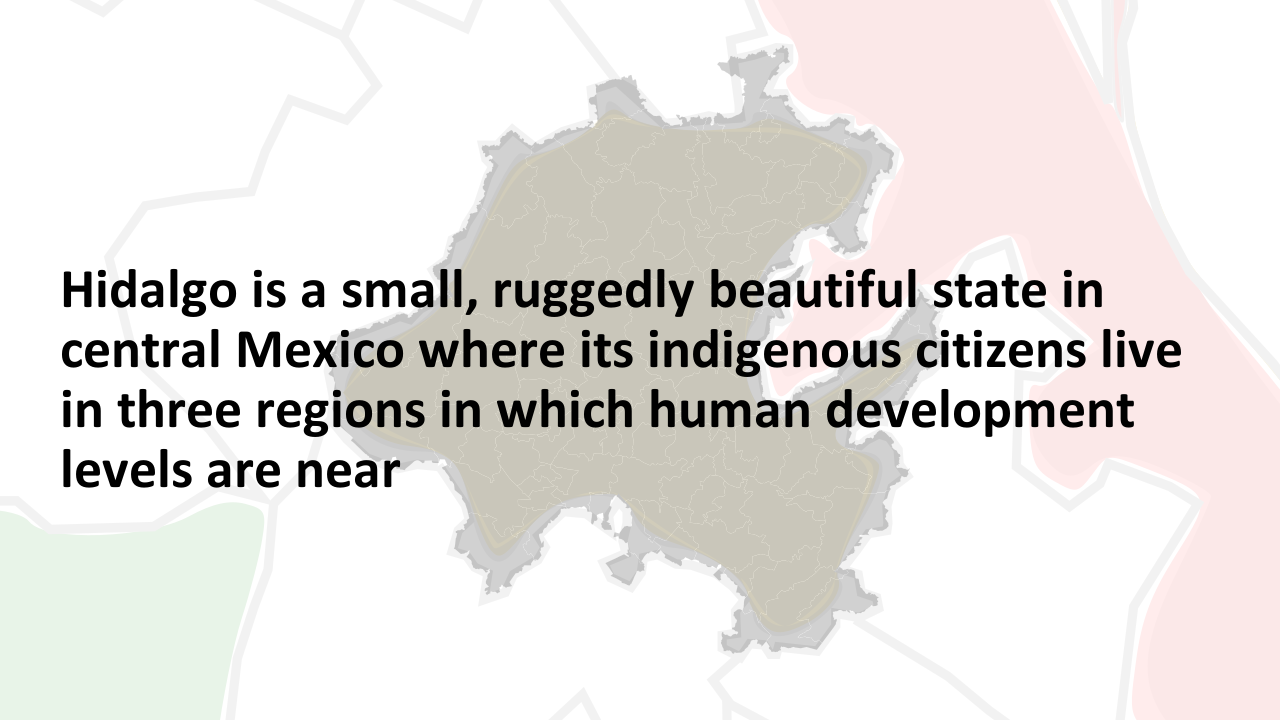 Hidalgo is a small, ruggedly beautiful state in
central Mexico where its indigenous citizens live
in three regions in which human development
levels are near